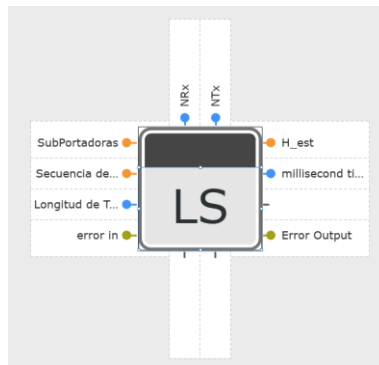 NRx
NTx
SubPortadoras
H_est
Secuencia de...
millisecond ti...
Longitud de T...
error in
Error Output
LS